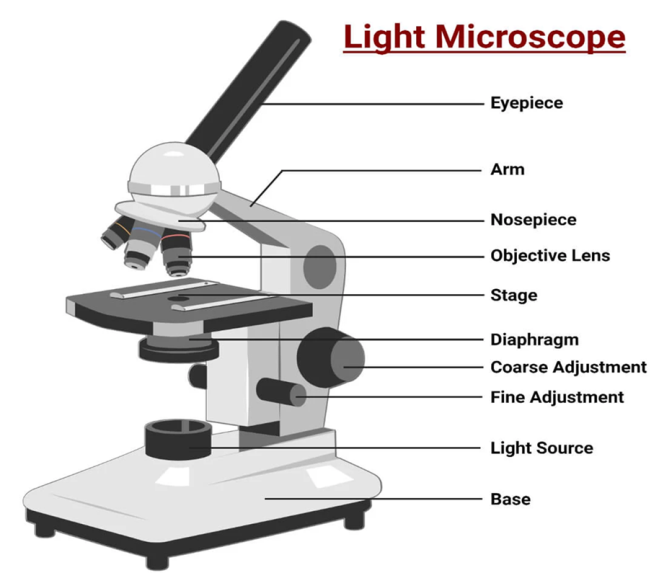 Light Microscope
Eyepiece
Arm
Nosepiece
Objective Lens
Stage
Diaphragm
Coarse Adjustment
Fine Adjustment
Light Source
Base